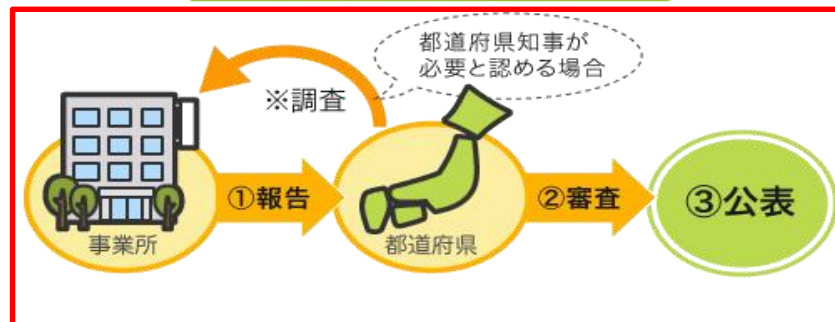 都道府県知事が
必要と認める場合
※調査
①報告
②審査
③公表
事業所
都道府県